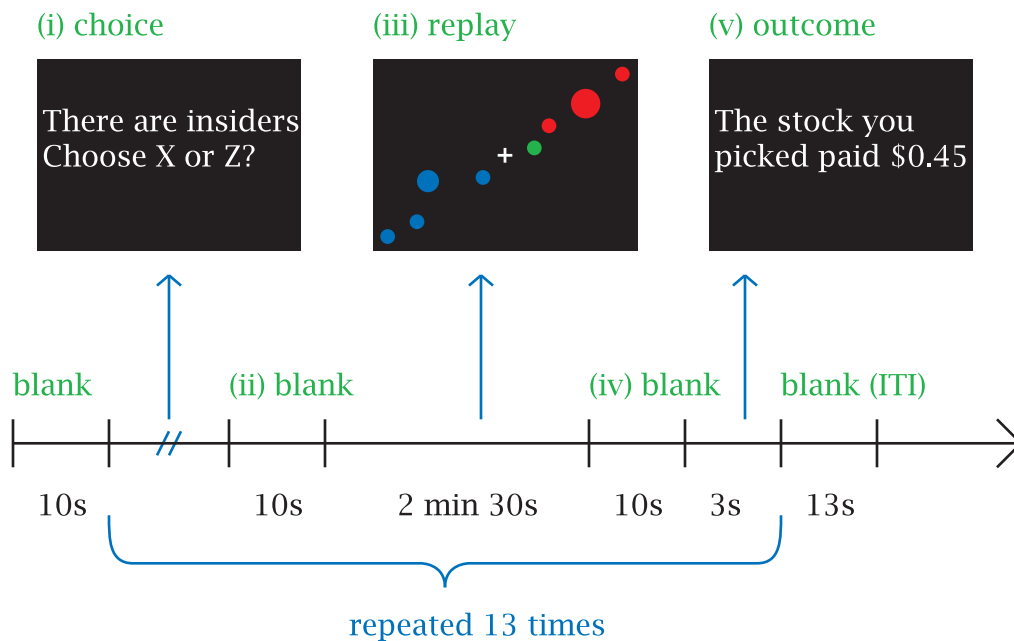 (i) choice
(iii) replay
(v) outcome
There are insiders
Choose X or Z?
+
The stock you
picked paid $0.45
blank
(ii) blank
(iv) blank
blank (ITI)
10s
10s
2 min 30s
10s
3s
13s
repeated 13 times